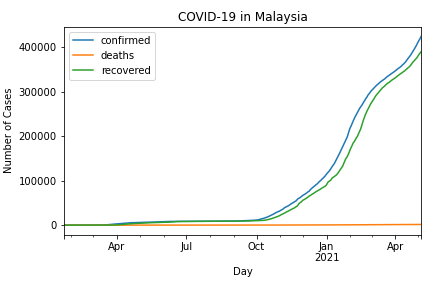 COVID-19 in Malaysia
confirmed
deaths
recovered
Number of Cases
400000
300000
200000
100000
0
Apr
Jul
Oct
Jan
2021
Apr
Day